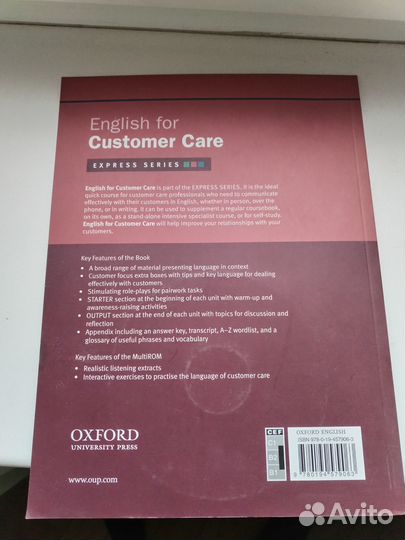 English for
Customer Care
EXPRESS SERIES
English for Customer Care is part of the EXPRESS SERIES. It is the ideal
quick course for customer care professionals who need to communicate
effectively with their customers in English, whether in person, over the
phone, or in writing. It can be used to supplement a regular coursebook,
on its own, as a stand-alone intensive specialist course, or for self-study.
English for Customer Care will help improve your relationships with your
customers.
Key Features of the Book
• A broad range of material presenting language in context
• Customer focus extra boxes with tips and key language for dealing
effectively with customers
• Stimulating role-plays for pairwork tasks
• STARTER section at the beginning of each unit with warm-up and
awareness-raising activities
• OUTPUT section at the end of each unit with topics for discussion and
reflection
• Appendix including an answer key, transcript, A–Z wordlist, and a
glossary of useful phrases and vocabulary
Key Features of the MultiROM
• Realistic listening extracts
• Interactive exercises to practise the language of customer care
OXFORD
UNIVERSITY PRESS
www.oup.com
CEF
C1
B2
B1
OXFORD ENGLISH
ISBN 978-0-19-457906-3
9 780194 579063
Avito